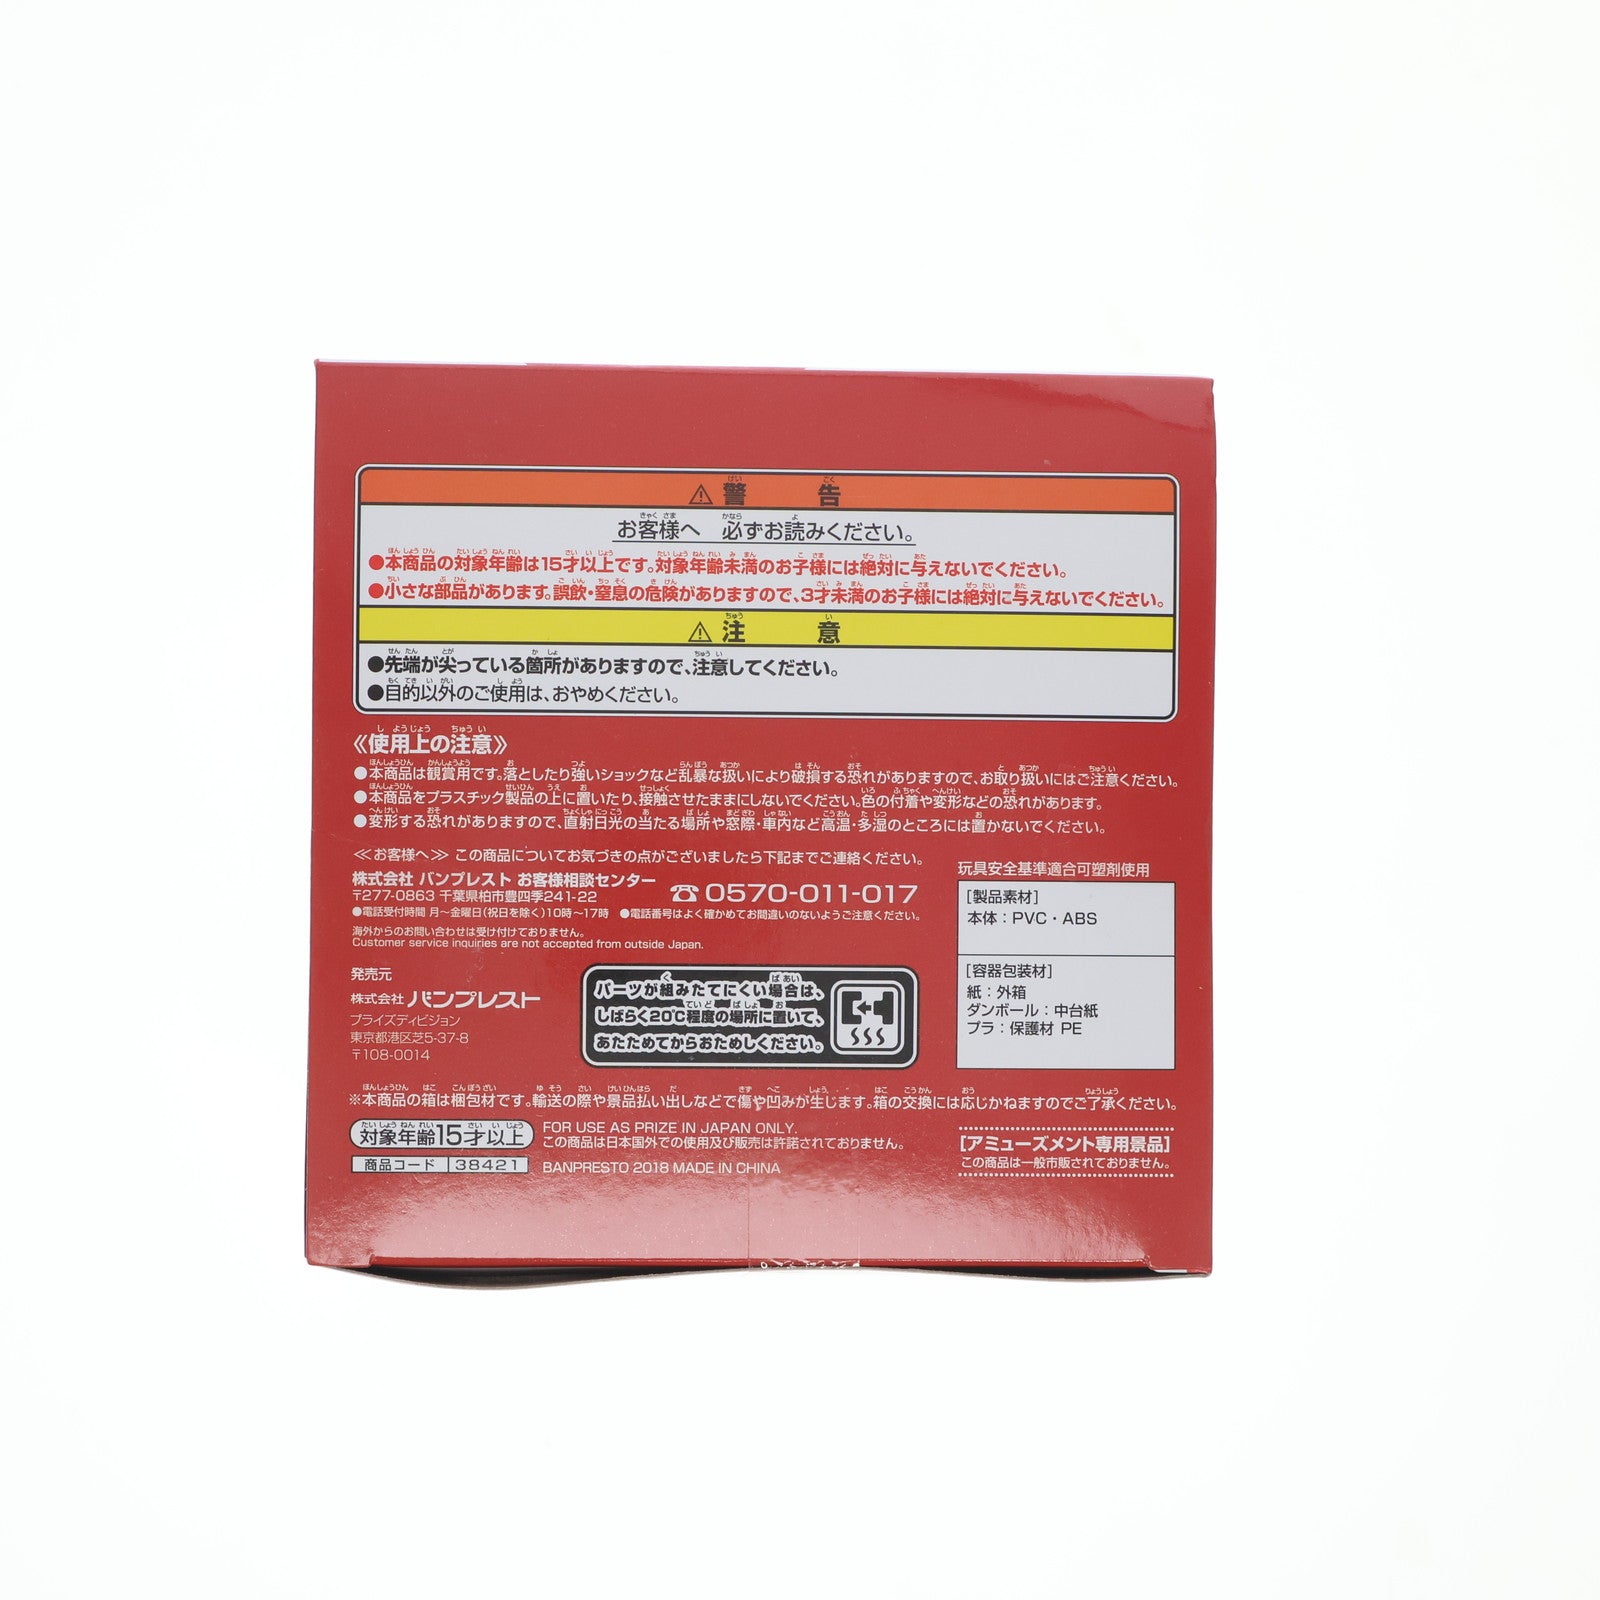 ⚠警告
お客様へ 必ずお読みください。
●本商品の対象年齢は15才以上です。対象年齢未満のお子様には絶対に与えないでください。
●小さな部品があります。誤飲・窒息の危険がありますので、3才未満のお子様には絶対に与えないでください。
⚠注意
●先端が尖っている箇所がありますので、注意してください。
●目的以外のご使用は、おやめください。
《使用上の注意》
●本商品は観賞用です。落としたり強いショックなど乱暴な扱いにより破損する恐れがありますので、お取り扱いにはご注意ください。
●本商品をプラスチック製品の上に置いたり、接触させたままにしないでください。色の付着や変形などの恐れがあります。
●変形する恐れがありますので、直射日光の当たる場所や窓際・車内など高温・多湿のところには置かないでください。
≪お客様へ≫ この商品についてお気づきの点がございましたら下記までご連絡ください。
株式会社 バンプレスト お客様相談センター
〒277-0863 千葉県柏市豊四季241-22
☎0570-011-017
●電話受付時間 月～金曜日(祝日を除く)10時～17時 ●電話番号はよく確かめてお間違いのないようご注意ください。
海外からのお問い合わせは受け付けておりません。
Customer service inquiries are not accepted from outside Japan.
玩具安全基準適合可塑剤使用
[製品素材]
本体：PVC・ABS
[容器包装材]
紙：外箱
ダンボール：中台紙
プラ：保護材 PE
発売元
株式会社 バンプレスト
プライズディビジョン
東京都港区芝5-37-8
〒108-0014
パーツが組みたてにくい場合は、
しばらく20℃程度の場所に置いて、
あたためてからおためしください。
※本商品の箱は梱包材です。輸送の際や景品払い出しなどで傷や凹みが生じます。箱の交換には応じかねますのでご了承ください。
対象年齢15才以上
FOR USE AS PRIZE IN JAPAN ONLY.
この商品は日本国外での使用及び販売は許諾されておりません。
商品コード 38421
BANPRESTO 2018 MADE IN CHINA
[アミューズメント専用景品]
この商品は一般市販されておりません。